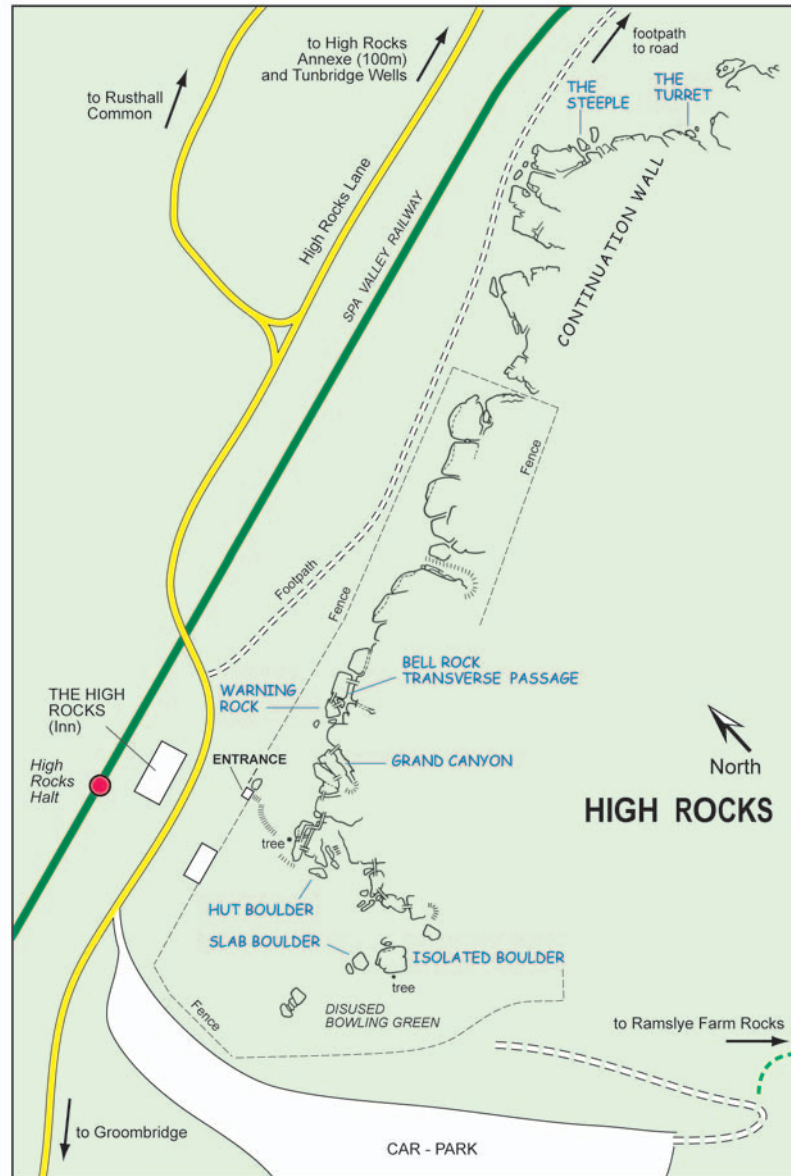 footpath
to road
to High Rocks
Annexe (100m)
and Tunbridge Wells
THE
STEEPLE
THE
TURRET
to Rusthall
Common
High Rocks Lane
SPA VALLEY RAILWAY
CONTINUATION WALL
Fence
Footpath
Fence
BELL ROCK
TRANSVERSE PASSAGE
WARNING
ROCK
THE HIGH
ROCKS
(Inn)
ENTRANCE
GRAND CANYON
North
High
Rocks
Halt
HIGH ROCKS
tree
HUT BOULDER
SLAB BOULDER
ISOLATED BOULDER
tree
Fence
DISUSED
BOWLING GREEN
to Ramslye Farm Rocks
to Groombridge
CAR - PARK